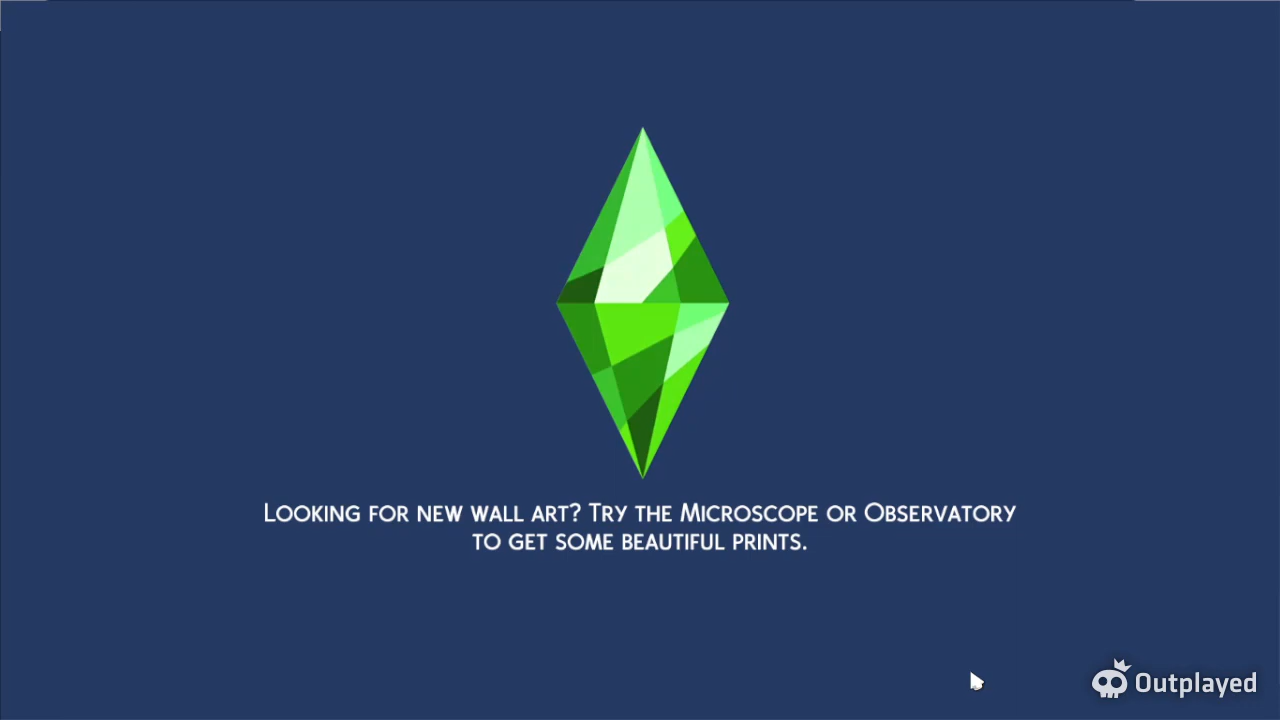 Looking for new wall art? Try the Microscope or Observatory
to get some beautiful prints.
Outplayed